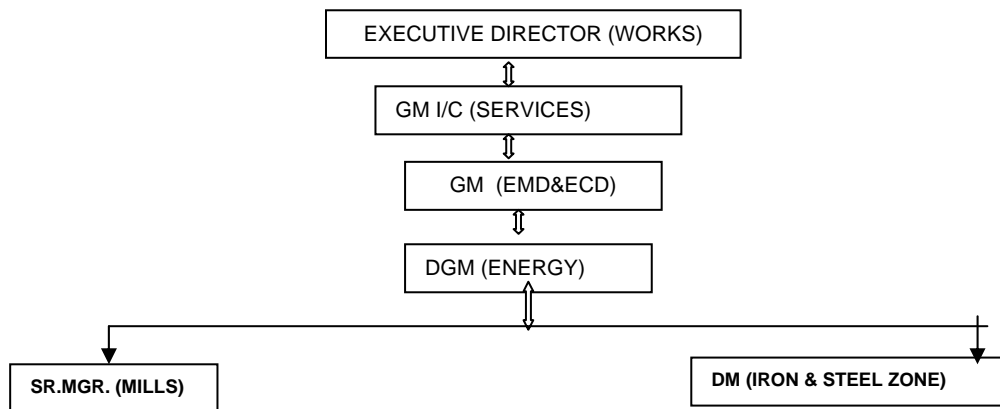 EXECUTIVE DIRECTOR (WORKS)
GM I/C (SERVICES)
GM (EMD&ECD)
DGM (ENERGY)
SR.MGR. (MILLS)
DM (IRON & STEEL ZONE)